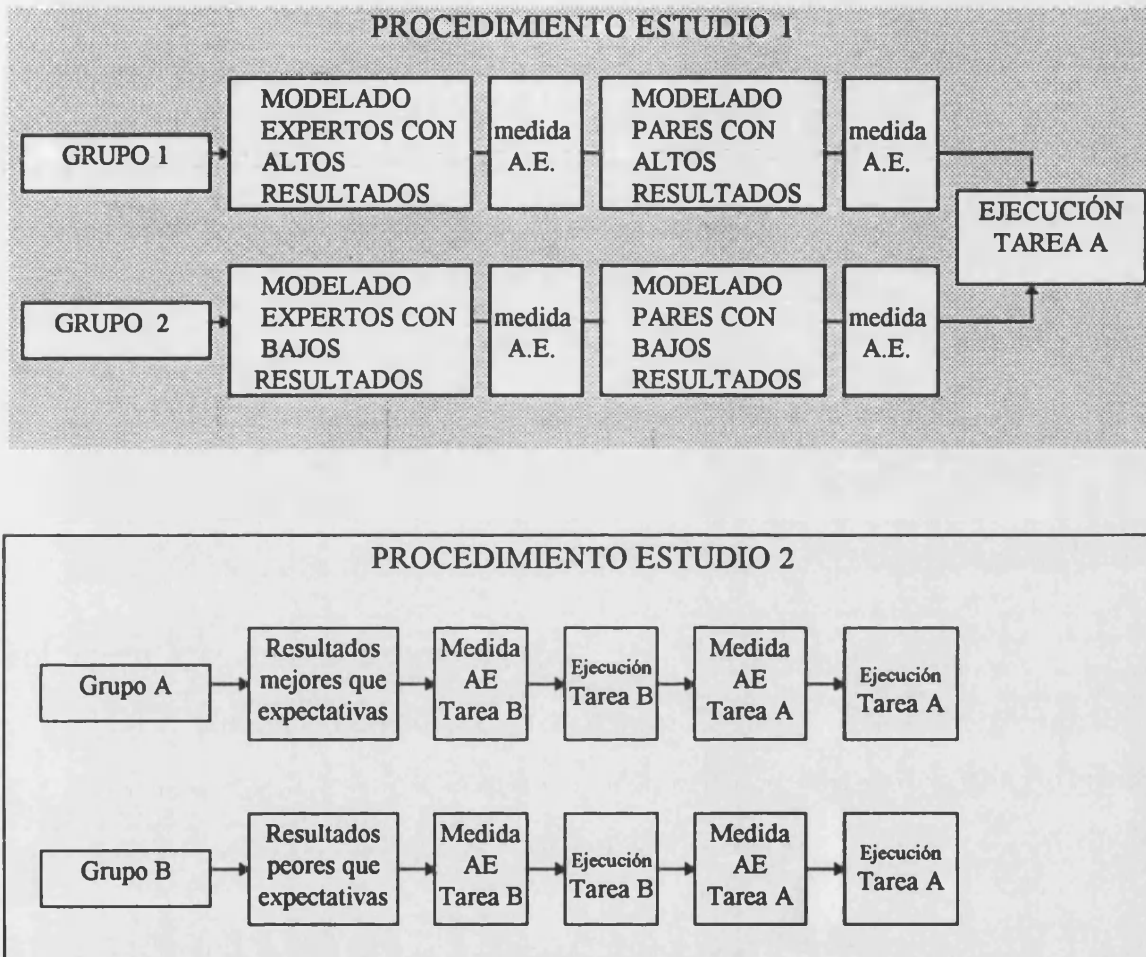 PROCEDIMIENTO ESTUDIO 1
GRUPO 1
MODELADO
EXPERTOS CON
ALTOS
RESULTADOS
medida
A.E.
MODELADO
PARES CON
ALTOS
RESULTADOS
medida
A.E.
EJECUCIÓN
TAREA A
GRUPO 2
MODELADO
EXPERTOS CON
BAJOS
RESULTADOS
medida
A.E.
MODELADO
PARES CON
BAJOS
RESULTADOS
medida
A.E.
PROCEDIMIENTO ESTUDIO 2
Grupo A
Resultados
mejores que
expectativas
Medida
AE
Tarea B
Ejecución
Tarea B
Medida
AE
Tarea A
Ejecución
Tarea A
Grupo B
Resultados
peores que
expectativas
Medida
AE
Tarea B
Ejecución
Tarea B
Medida
AE
Tarea A
Ejecución
Tarea A